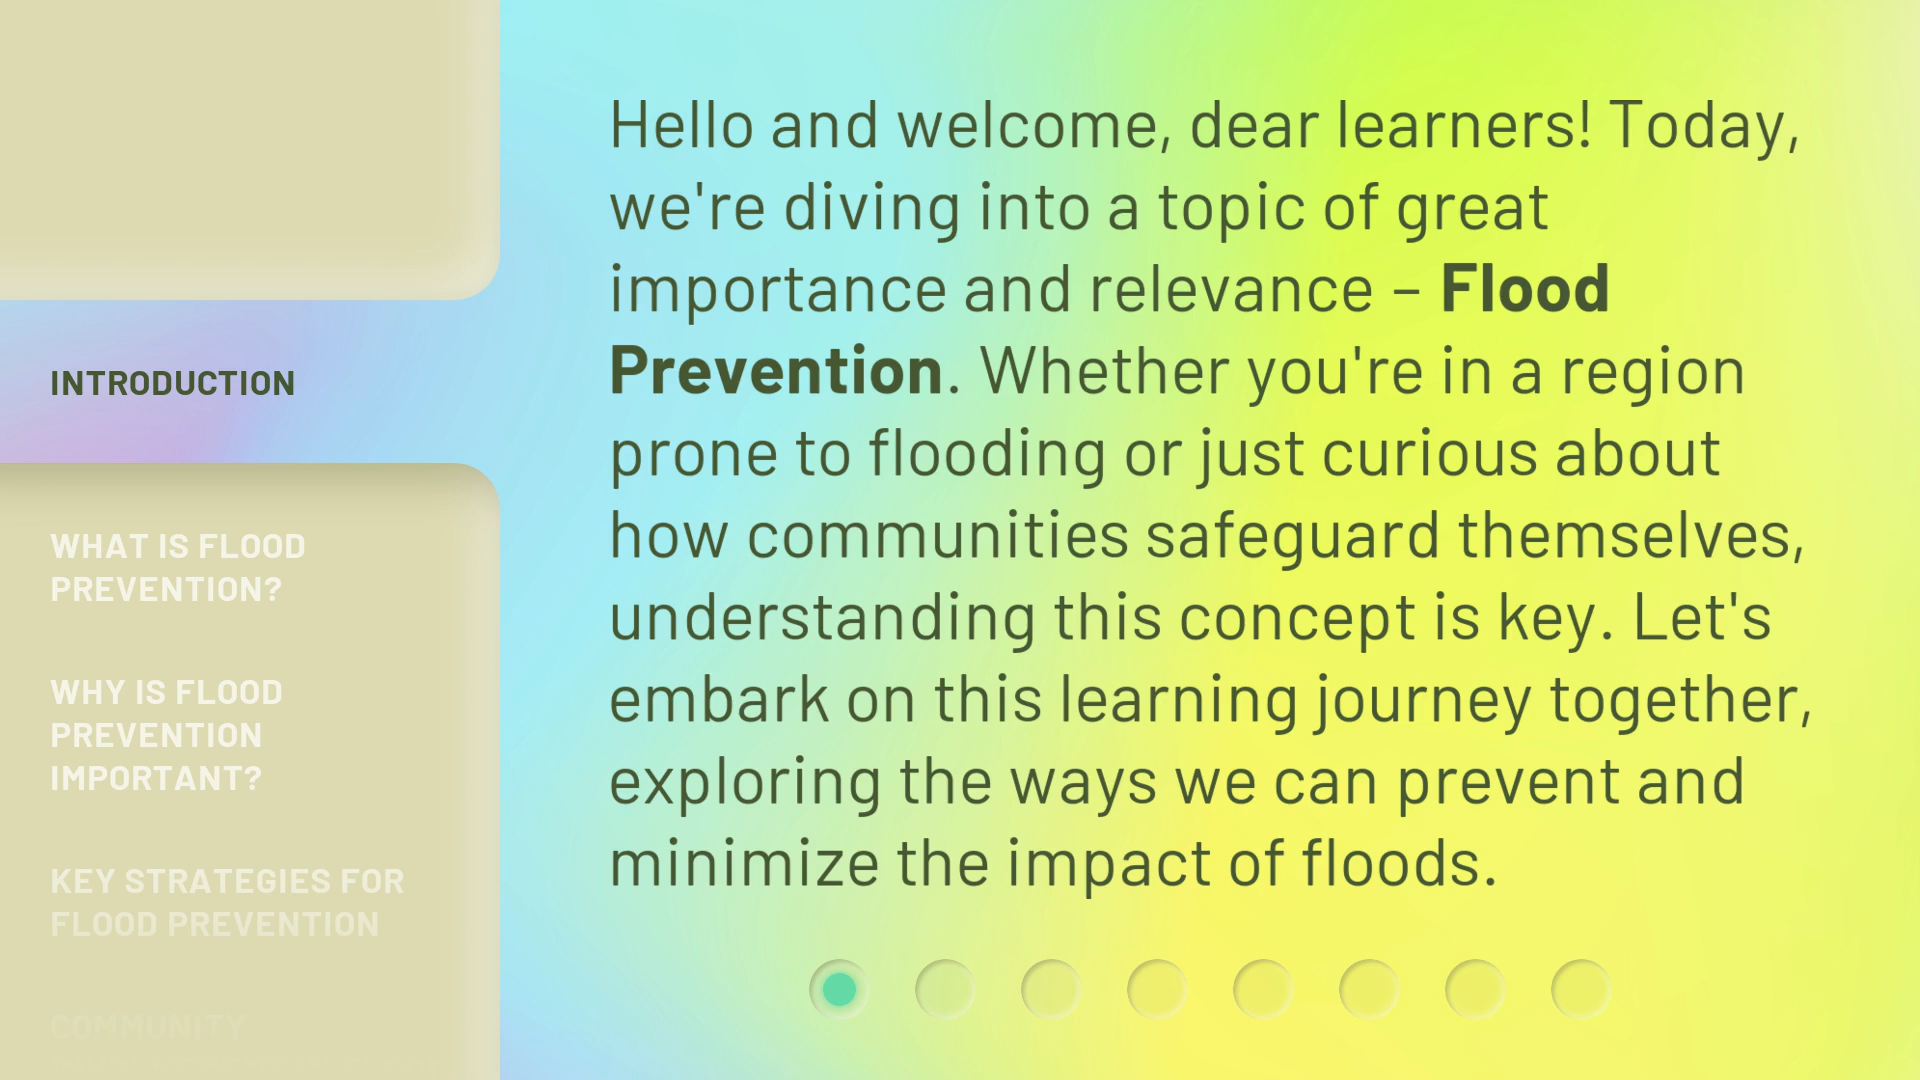 INTRODUCTION
WHAT IS FLOOD
PREVENTION?
WHY IS FLOOD
PREVENTION
IMPORTANT?
KEY STRATEGIES FOR
FLOOD PREVENTION
COMMUNITY
Hello and welcome, dear learners! Today,
we're diving into a topic of great
importance and relevance – Flood
Prevention. Whether you're in a region
prone to flooding or just curious about
how communities safeguard themselves,
understanding this concept is key. Let's
embark on this learning journey together,
exploring the ways we can prevent and
minimize the impact of floods.